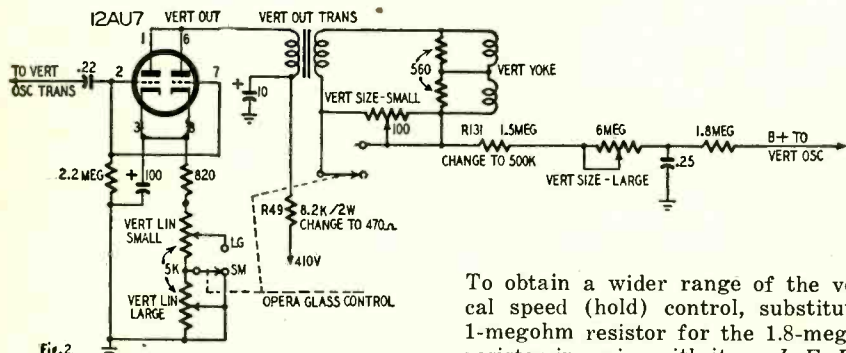 12AU7
VERT OUT
VERT OUT TRANS
1
6
.22
TO VERT
OSC TRANS
2
7
3
8
+
10
560
VERT YOKE
VERT SIZE-SMALL
100
R131
1.5MEG
CHANGE TO 500K
6MEG
VERT SIZE-LARGE
.25
1.8MEG
B+ TO
VERT OSC
2.2 MEG
+
100
820
R49
8.2K/2W
CHANGE TO 470Ω
410V
VERT LIN
SMALL
LG
5K
SM
VERT LIN
LARGE
OPERA GLASS CONTROL
Fig.2
To obtain a wider range of the ve
cal speed (hold) control, substitut
1-megohm resistor for the 1.8-meg